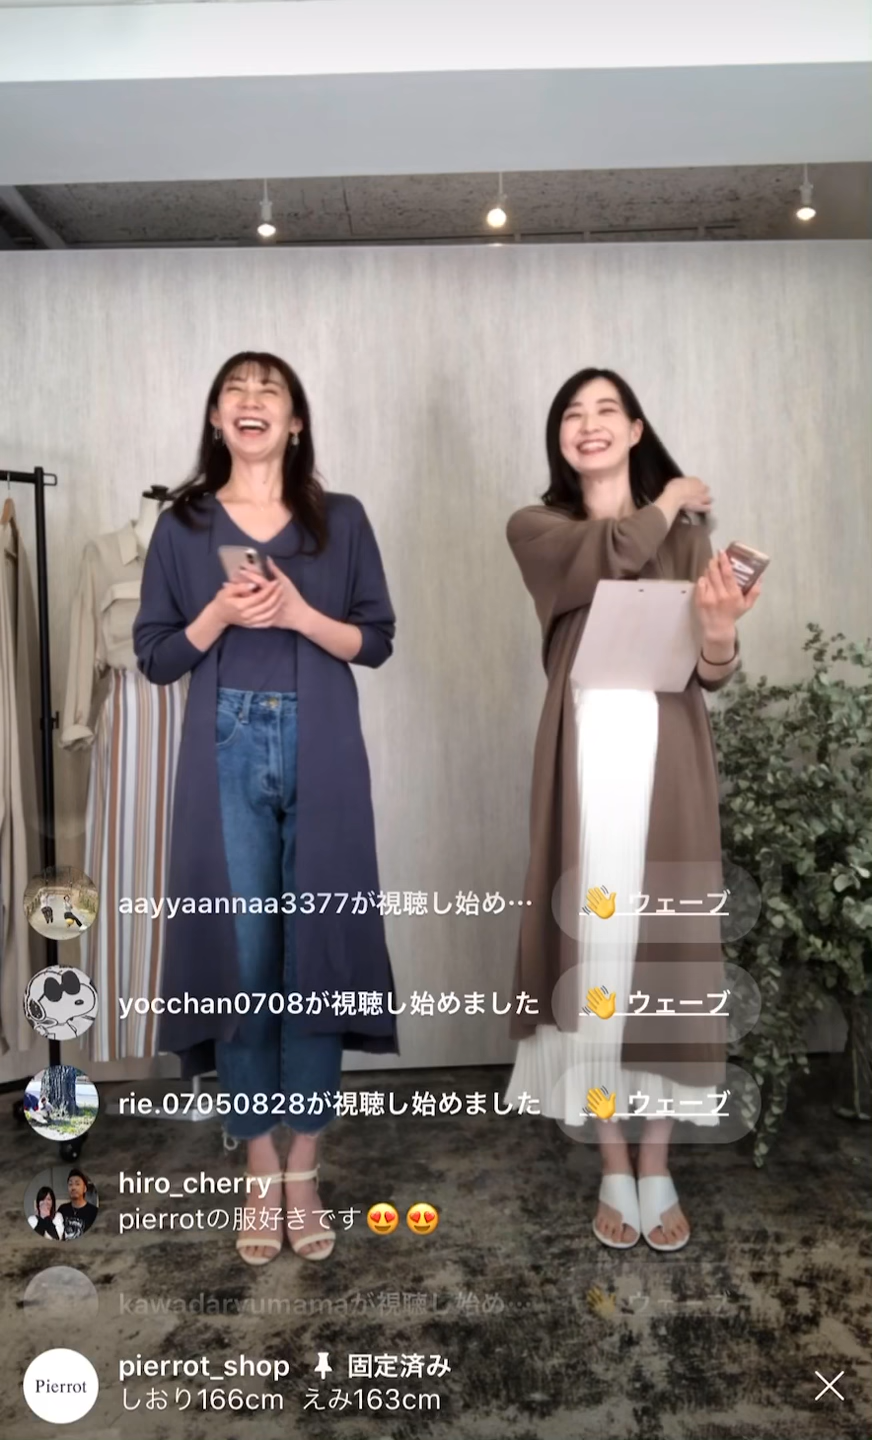 aayyaannaa3377が視聴し始め… 👋 ウェーブ
yocchan0708が視聴し始めました 👋 ウェーブ
rie.07050828が視聴し始めました 👋 ウェーブ
hiro_cherry
pierrotの服好きです😍😍
kawadaryumamaが視聴し始め… 👋 ウェーブ
Pierrot
pierrot_shop 📌 固定済み
しおり166cm えみ163cm